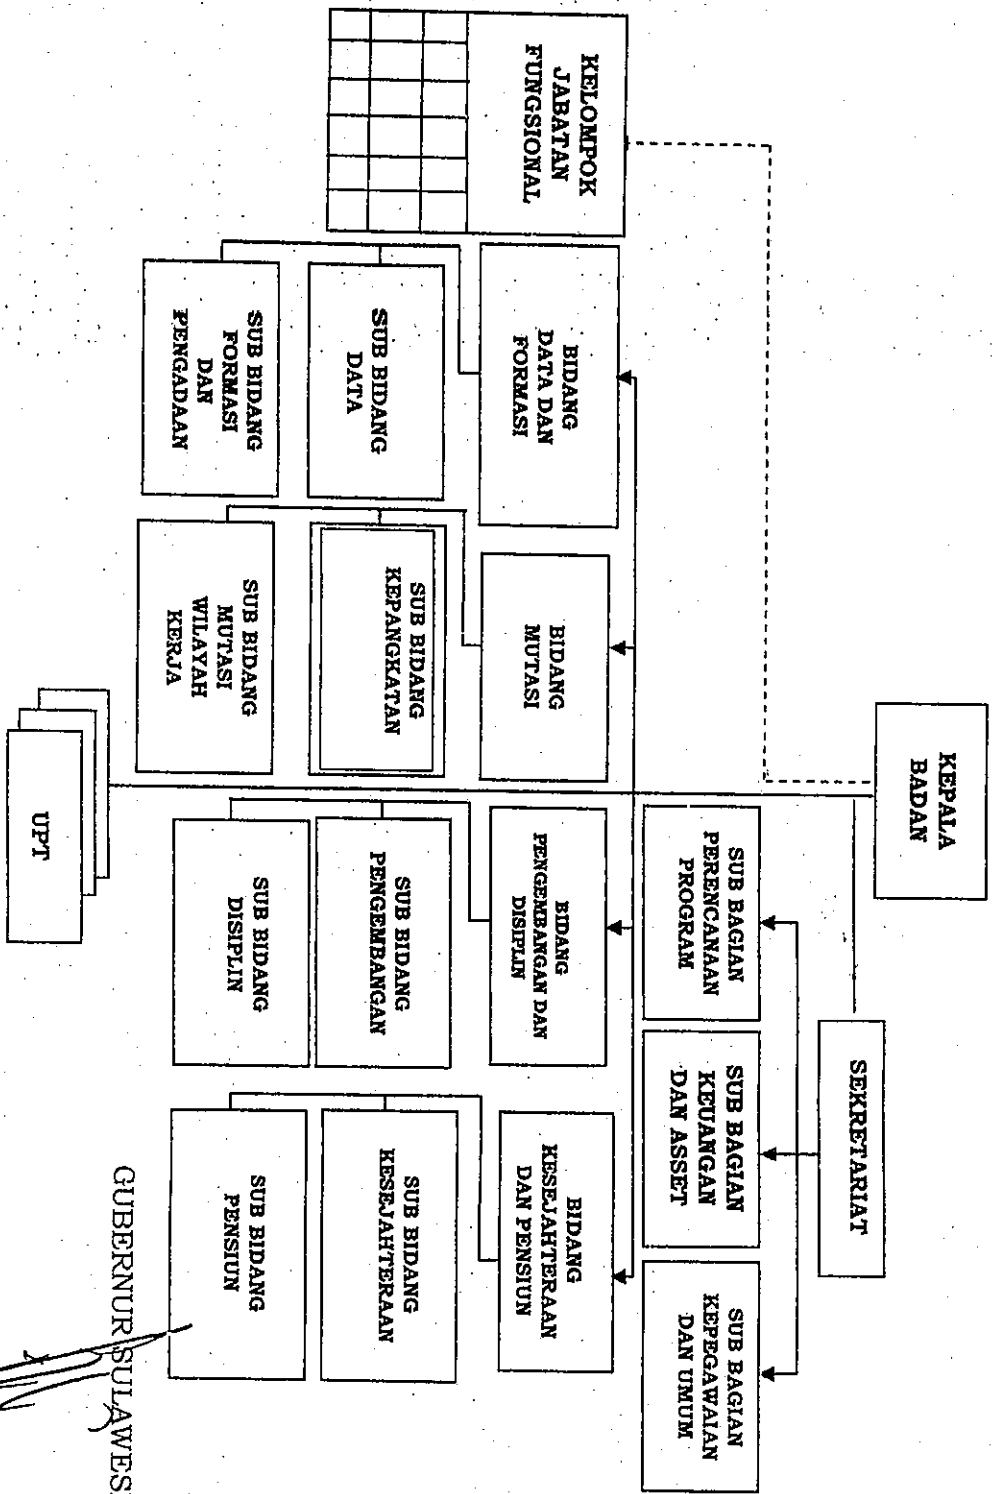 KEPALA
BADAN
SEKRETARIAT
SUB BAGIAN
PERENCANAAN
PROGRAM
SUB BAGIAN
KEUANGAN
DAN ASSET
SUB BAGIAN
KEPEGAWAIAN
DAN UMUM
KELOMPOK
JABATAN
FUNGSIONAL
BIDANG
DATA DAN
FORMASI
BIDANG
MUTASI
BIDANG
PENGEMBANGAN DAN
DISIPLIN
BIDANG
KESEJAHTERAAN
DAN PENSIUN
SUB BIDANG
DATA
SUB BIDANG
KEPANGKATAN
SUB BIDANG
PENGEMBANGAN
SUB BIDANG
KESEJAHTERAAN
SUB BIDANG
FORMASI
DAN
PENGADAAN
SUB BIDANG
MUTASI
WILAYAH
KERJA
SUB BIDANG
DISIPLIN
SUB BIDANG
PENSIUN
UPT
GUBERNUR SULAWES